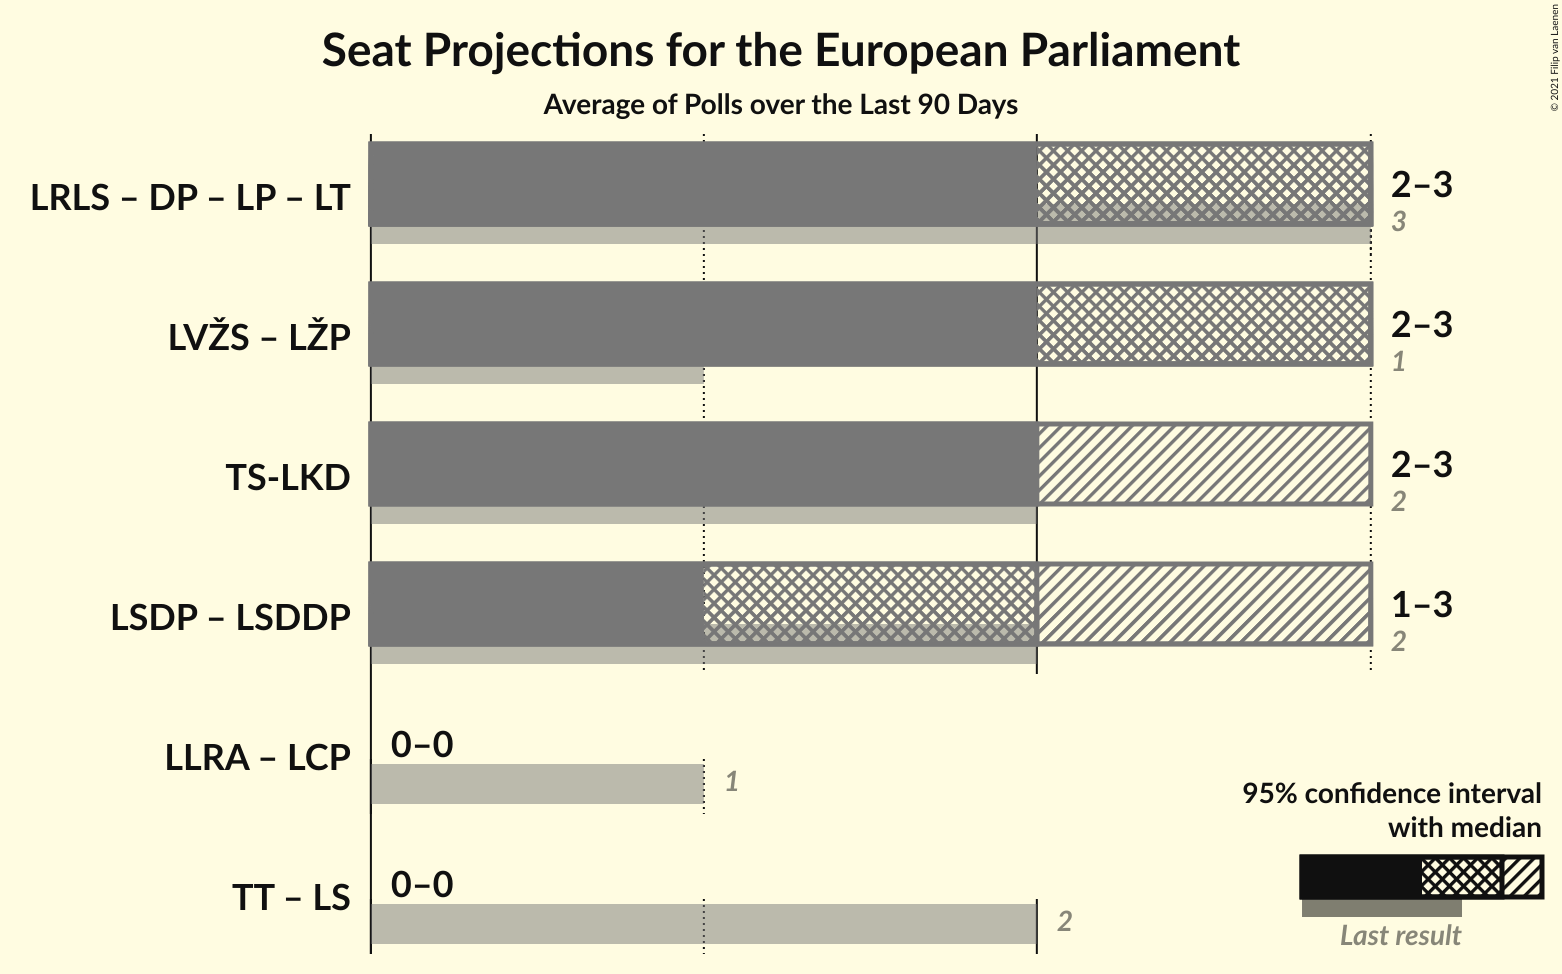 Seat Projections for the European Parliament
Average of Polls over the Last 90 Days
© 2021 Filip van Laenen
LRLS – DP – LP – LT
2–3
3
LVŽS – LŽP
2–3
1
TS-LKD
2–3
2
LSDP – LSDDP
1–3
2
LLRA – LCP
0–0
1
TT – LS
0–0
2
95% confidence interval
with median
Last result